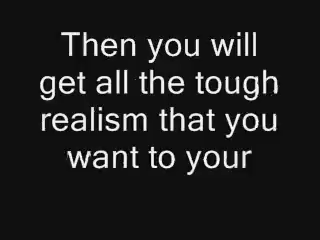 Then you will
get all the tough
realism that you
want to your